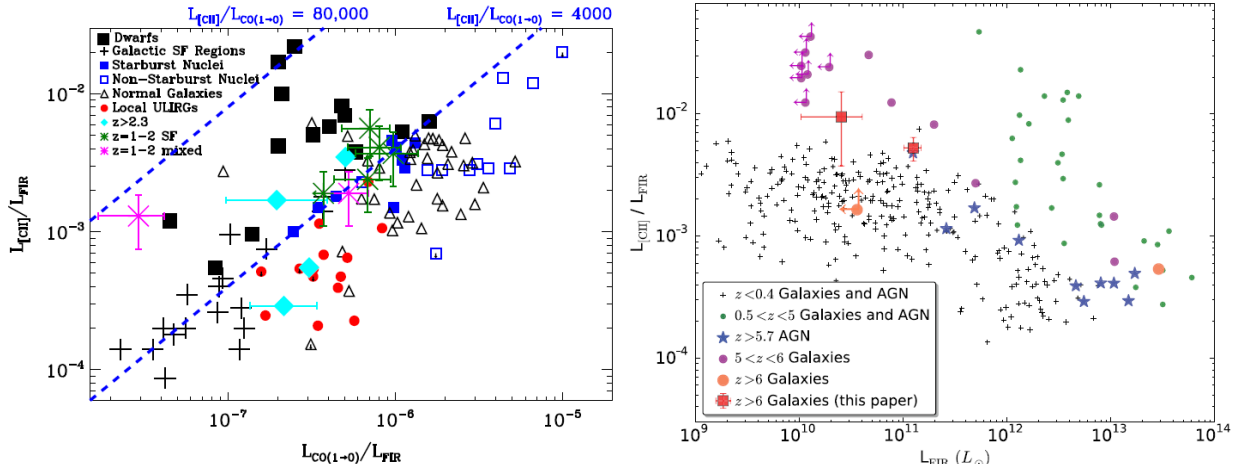 L[CII]/LCO(1→0) = 80,000
L[CII]/LCO(1→0) = 4000
Dwarfs
Galactic SF Regions
Starburst Nuclei
Non-Starburst Nuclei
Normal Galaxies
Local ULIRGs
z>2.3
z=1-2 SF
z=1-2 mixed
10⁻²
10⁻³
10⁻⁴
L[CII]/LFIR
10⁻⁷
10⁻⁶
10⁻⁵
LCO(1→0)/LFIR
10⁻²
10⁻³
10⁻⁴
L[CII] / LFIR
z<0.4 Galaxies and AGN
0.5<z<5 Galaxies and AGN
z>5.7 AGN
5<z<6 Galaxies
z>6 Galaxies
z>6 Galaxies (this paper)
10⁹
10¹⁰
10¹¹
10¹²
10¹³
10¹⁴
LFIR (L⊙)